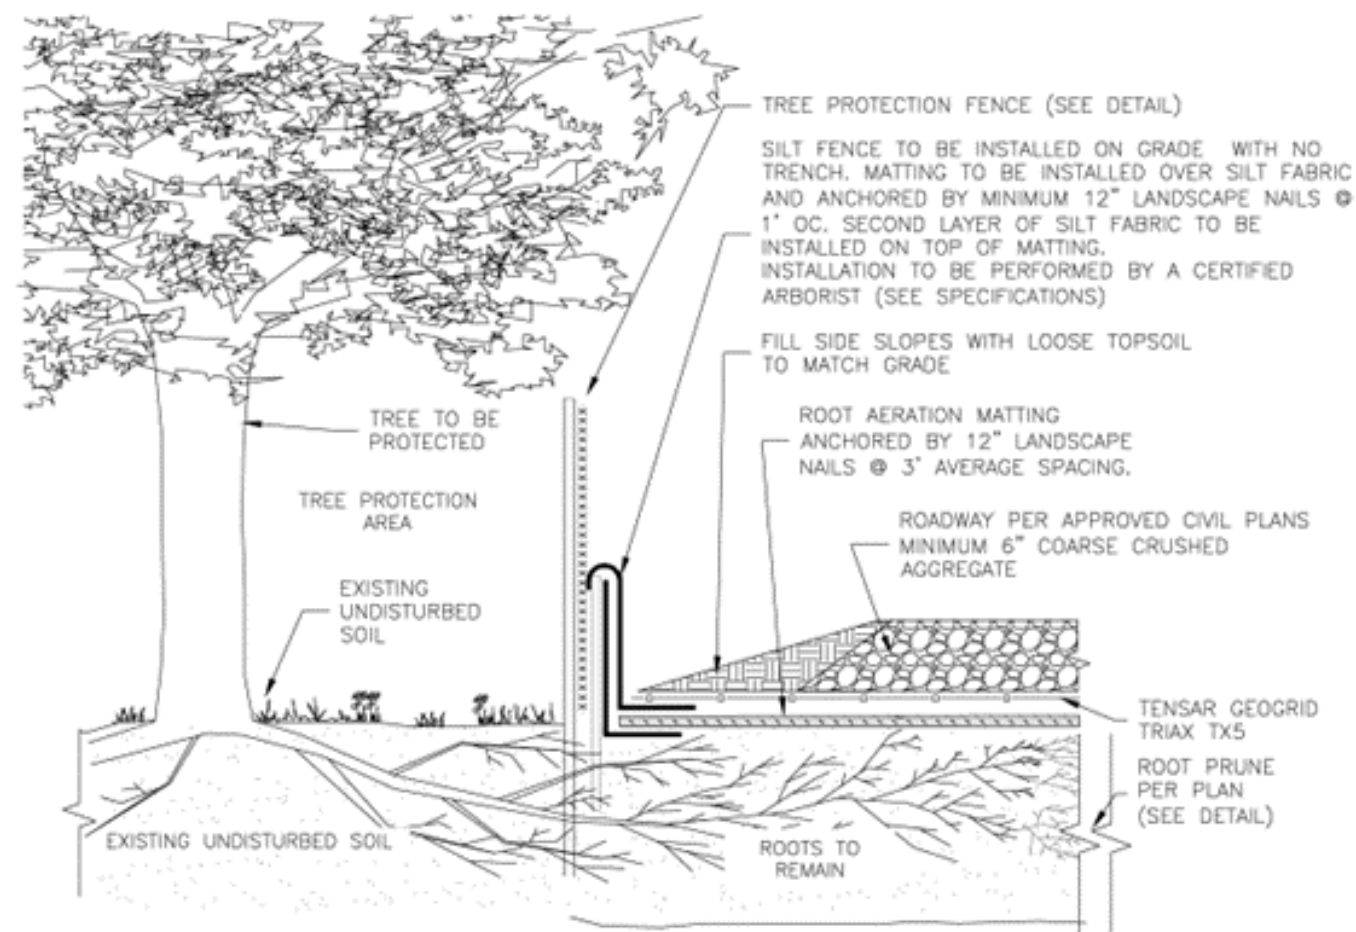 TREE PROTECTION FENCE (SEE DETAIL)
SILT FENCE TO BE INSTALLED ON GRADE WITH NO
TRENCH. MATTING TO BE INSTALLED OVER SILT FABRIC
AND ANCHORED BY MINIMUM 12" LANDSCAPE NAILS @
1' OC. SECOND LAYER OF SILT FABRIC TO BE
INSTALLED ON TOP OF MATTING.
INSTALLATION TO BE PERFORMED BY A CERTIFIED
ARBORIST (SEE SPECIFICATIONS)
FILL SIDE SLOPES WITH LOOSE TOPSOIL
TO MATCH GRADE
ROOT AERATION MATTING
ANCHORED BY 12" LANDSCAPE
NAILS @ 3' AVERAGE SPACING.
ROADWAY PER APPROVED CIVIL PLANS
MINIMUM 6" COARSE CRUSHED
AGGREGATE
TREE TO BE
PROTECTED
TREE PROTECTION
AREA
EXISTING
UNDISTURBED
SOIL
TENSAR GEOGRID
TRIAX TX5
ROOT PRUNE
PER PLAN
(SEE DETAIL)
EXISTING UNDISTURBED SOIL
ROOTS TO
REMAIN